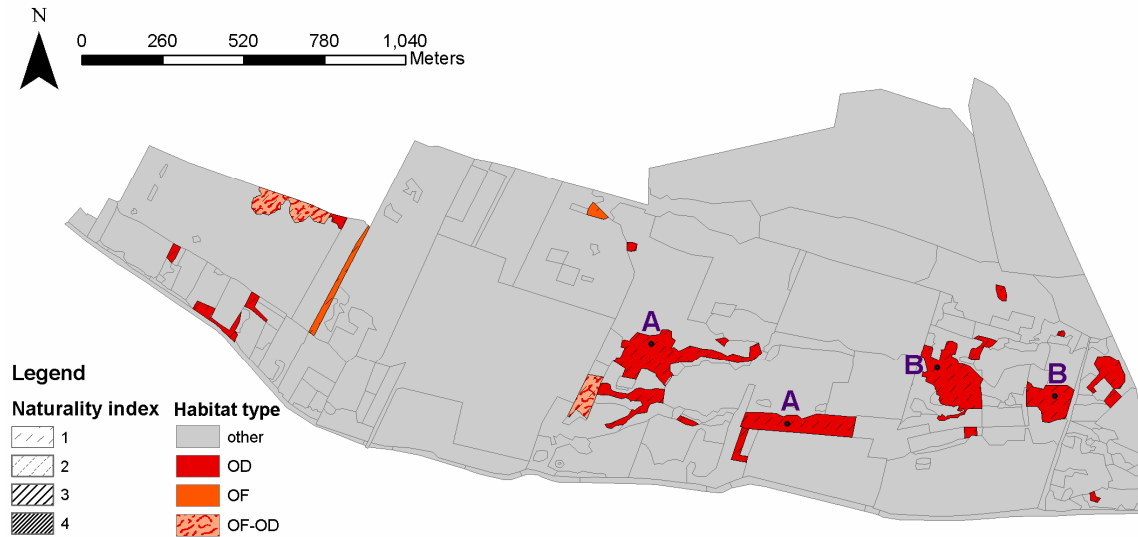 N
0 260 520 780 1,040
Meters
A
B
B
A
Legend
Naturality index Habitat type
1 other
2 OD
3 OF
4 OF-OD